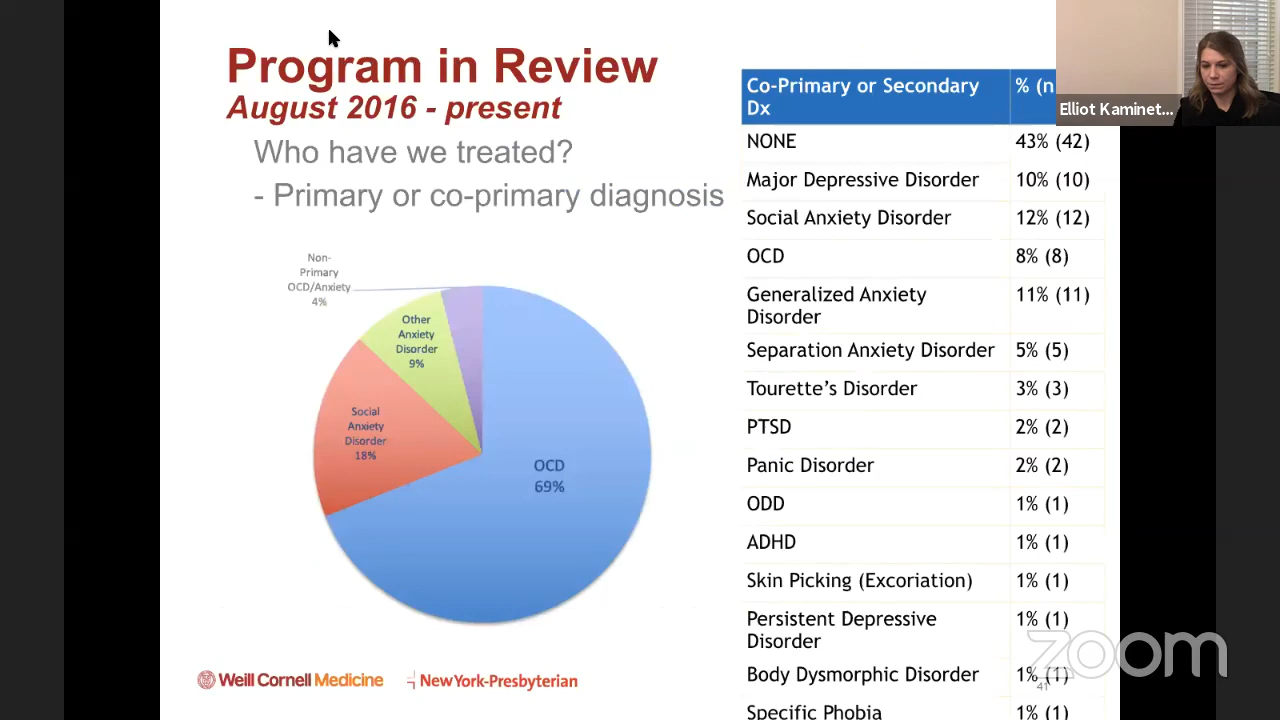 Program in Review
August 2016 - present
Who have we treated?
- Primary or co-primary diagnosis
Non-
Primary
OCD/Anxiety
4%
Other
Anxiety
Disorder
9%
Social
Anxiety
Disorder
18%
OCD
69%
Co-Primary or Secondary % (n
Dx
NONE 43% (42)
Major Depressive Disorder 10% (10)
Social Anxiety Disorder 12% (12)
OCD 8% (8)
Generalized Anxiety 11% (11)
Disorder
Separation Anxiety Disorder 5% (5)
Tourette's Disorder 3% (3)
PTSD 2% (2)
Panic Disorder 2% (2)
ODD 1% (1)
ADHD 1% (1)
Skin Picking (Excoriation) 1% (1)
Persistent Depressive 1% (1)
Disorder
Body Dysmorphic Disorder 1% (1)
Specific Phobia 1% (1)
Weill Cornell Medicine
NewYork-Presbyterian
41
Elliot Kaminet...
zoom